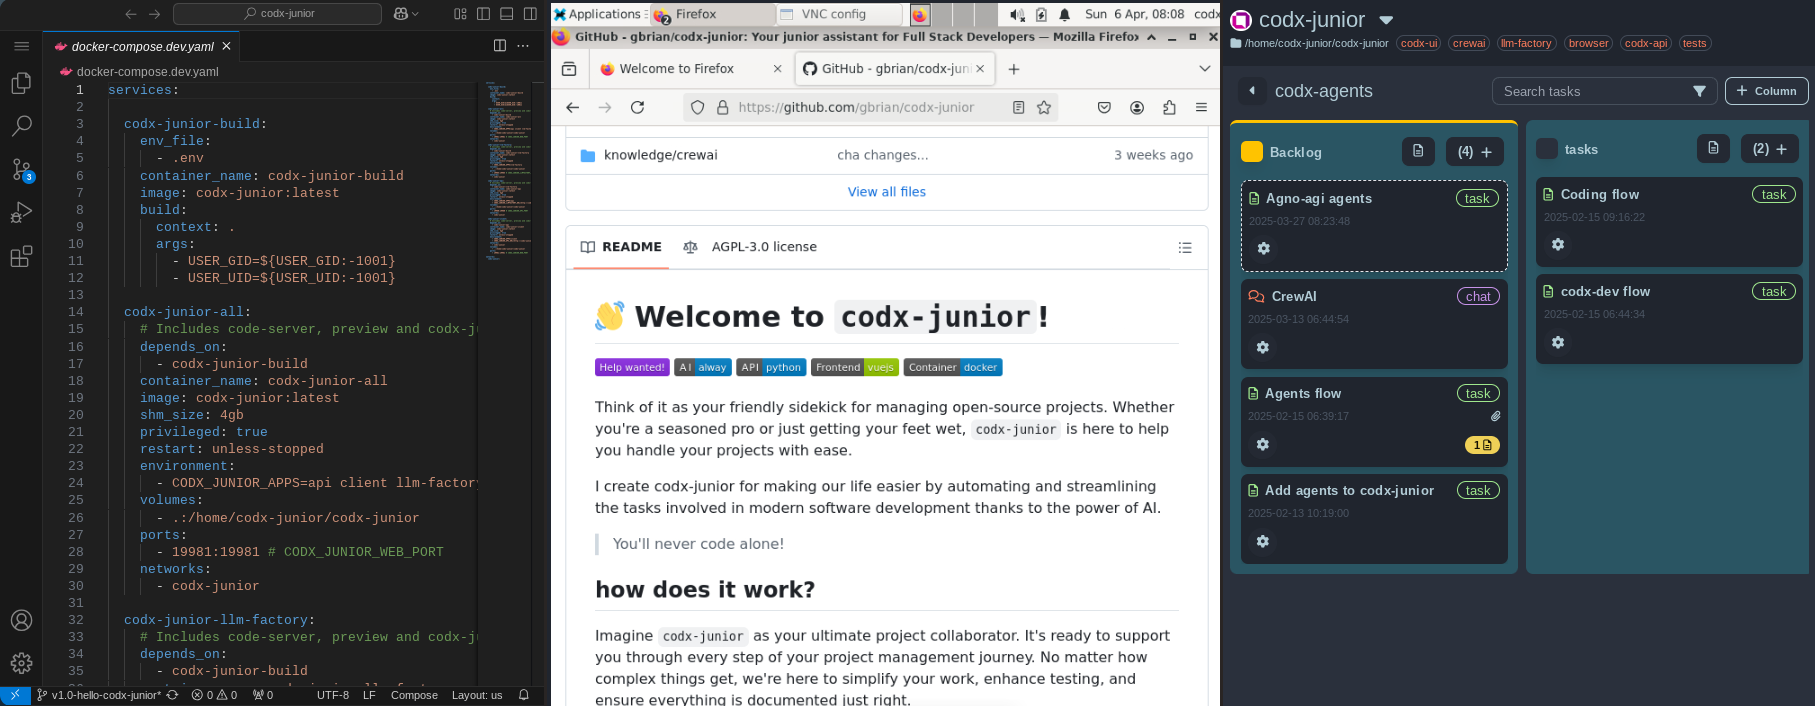 codx-junior
docker-compose.dev.yaml
docker-compose.dev.yaml
1 services:
2
3 codx-junior-build:
4 env_file:
5 - .env
6 container_name: codx-junior-build
7 image: codx-junior:latest
8 build:
9 context: .
10 args:
11 - USER_GID=${USER_GID:-1001}
12 - USER_UID=${USER_UID:-1001}
13
14 codx-junior-all:
15 # Includes code-server, preview and codx-j
16 depends_on:
17 - codx-junior-build
18 container_name: codx-junior-all
19 image: codx-junior:latest
20 shm_size: 4gb
21 privileged: true
22 restart: unless-stopped
23 environment:
24 - CODX_JUNIOR_APPS=api client llm-factory
25 volumes:
26 - .:/home/codx-junior/codx-junior
27 ports:
28 - 19981:19981 # CODX_JUNIOR_WEB_PORT
29 networks:
30 - codx-junior
31
32 codx-junior-llm-factory:
33 # Includes code-server, preview and codx-j
34 depends_on:
35 - codx-junior-build
3
v1.0-hello-codx-junior* 0 0 0 UTF-8 LF Compose Layout: us
Applications 2 Firefox VNC config Sun 6 Apr, 08:08 codx
GitHub - gbrian/codx-junior: Your junior assistant for Full Stack Developers — Mozilla Firefox
Welcome to Firefox
GitHub - gbrian/codx-juni
https://github.com/gbrian/codx-junior
knowledge/crewai cha changes... 3 weeks ago
View all files
README AGPL-3.0 license
Welcome to codx-junior!
Help wanted! AI alway API python Frontend vuejs Container docker
Think of it as your friendly sidekick for managing open-source projects. Whether
you're a seasoned pro or just getting your feet wet, codx-junior is here to help
you handle your projects with ease.
I create codx-junior for making our life easier by automating and streamlining
the tasks involved in modern software development thanks to the power of AI.
You'll never code alone!
how does it work?
Imagine codx-junior as your ultimate project collaborator. It's ready to support
you through every step of your project management journey. No matter how
complex things get, we're here to simplify your work, enhance testing, and
ensure everything is documented just right.
codx-junior
/home/codx-junior/codx-junior codx-ui crewai llm-factory browser codx-api tests
codx-agents Search tasks + Column
Backlog (4) +
Agno-agi agents task
2025-03-27 08:23:48
CrewAI chat
2025-03-13 06:44:54
Agents flow task
2025-02-15 06:39:17
1
Add agents to codx-junior task
2025-02-13 10:19:00
tasks (2) +
Coding flow task
2025-02-15 09:16:22
codx-dev flow task
2025-02-15 06:44:34